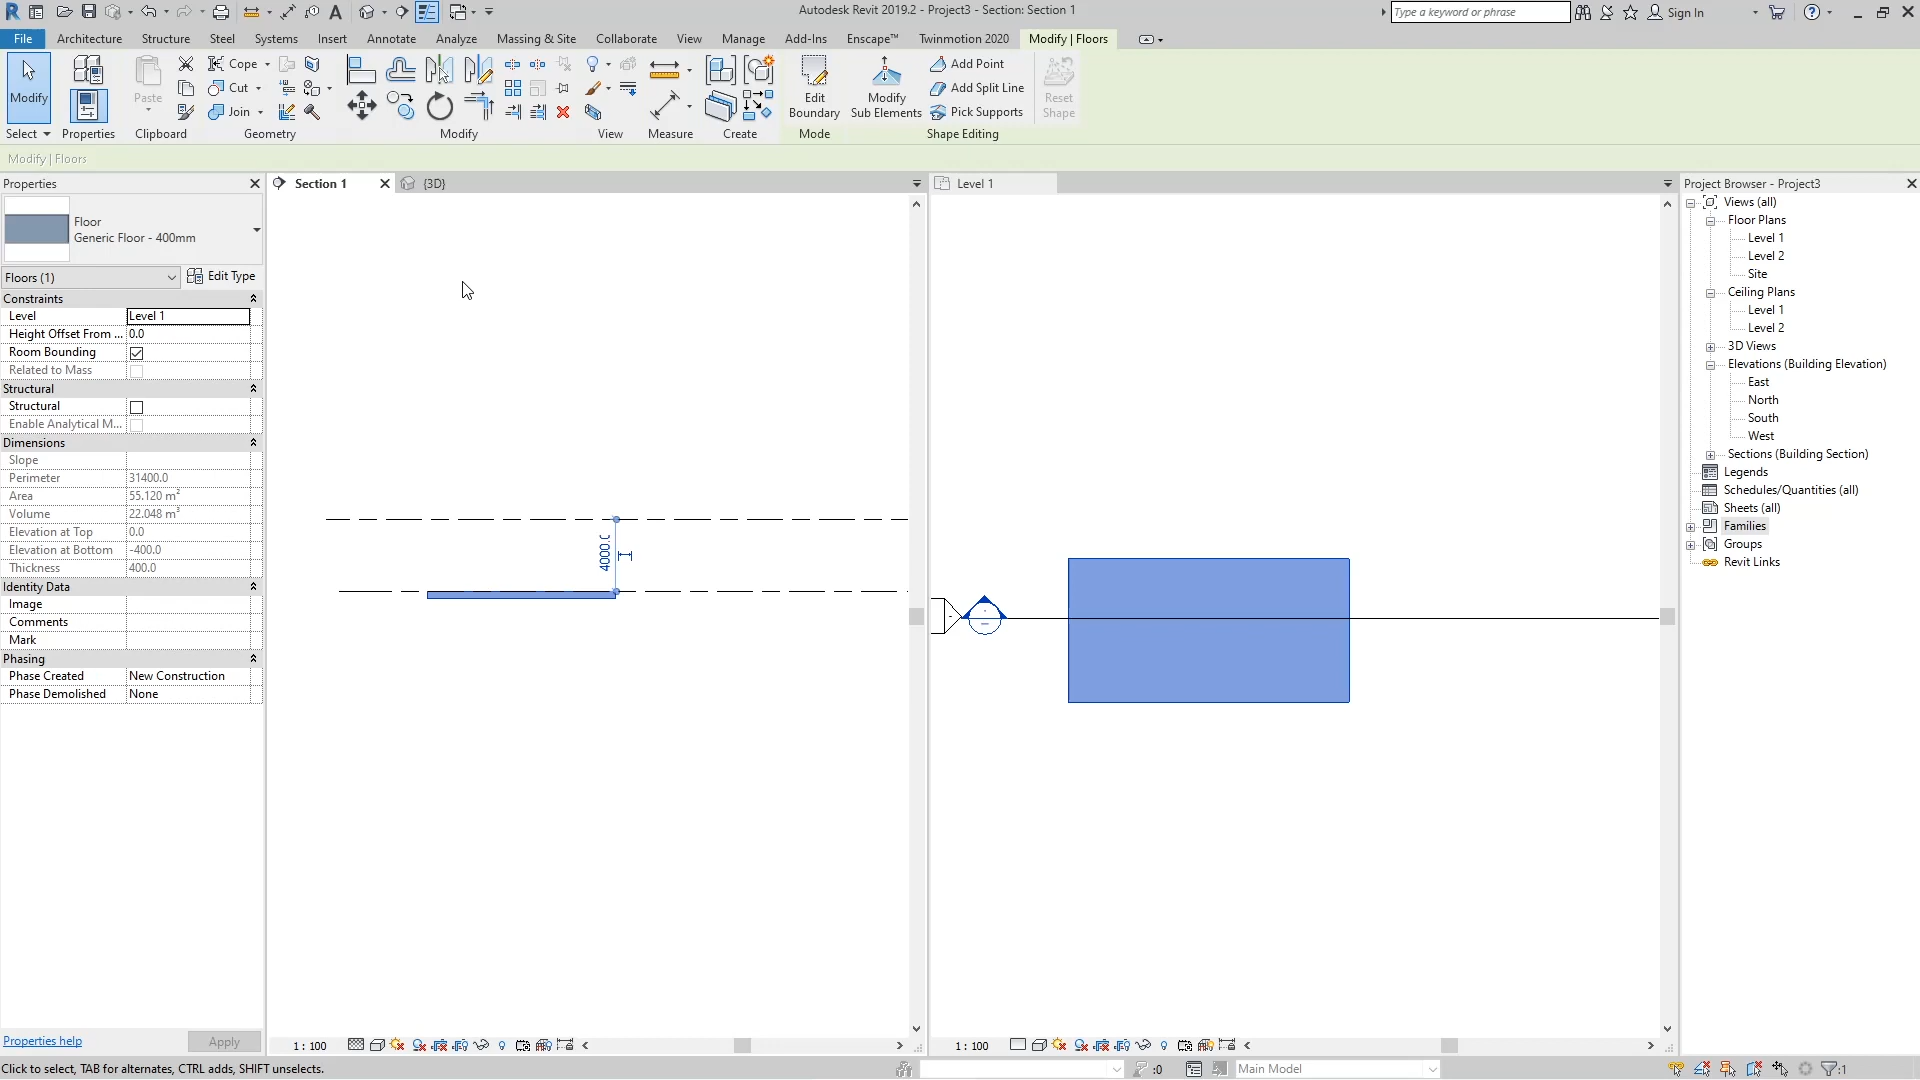 Autodesk Revit 2019.2 - Project3 - Section: Section 1
Type a keyword or phrase
Sign In
File Architecture Structure Steel Systems Insert Annotate Analyze Massing & Site Collaborate View Manage Add-Ins Enscape™ Twinmotion 2020 Modify | Floors
Modify
Paste
Cope
Cut
Join
Edit Boundary
Modify Sub Elements
Add Point
Add Split Line
Pick Supports
Reset Shape
Select Properties Clipboard Geometry Modify View Measure Create Mode Shape Editing
Modify | Floors
Properties
Floor
Generic Floor - 400mm
Floors (1) Edit Type
Constraints
Level Level 1
Height Offset From ... 0.0
Room Bounding
Related to Mass
Structural
Structural
Enable Analytical M...
Dimensions
Slope
Perimeter 31400.0
Area 55.120 m²
Volume 22.048 m³
Elevation at Top 0.0
Elevation at Bottom -400.0
Thickness 400.0
Identity Data
Image
Comments
Mark
Phasing
Phase Created New Construction
Phase Demolished None
Properties help Apply
Section 1 {3D}
4000.0
1 : 100
Level 1
1 : 100
Project Browser - Project3
Views (all)
Floor Plans
Level 1
Level 2
Site
Ceiling Plans
Level 1
Level 2
3D Views
Elevations (Building Elevation)
East
North
South
West
Sections (Building Section)
Legends
Schedules/Quantities (all)
Sheets (all)
Families
Groups
Revit Links
Click to select, TAB for alternates, CTRL adds, SHIFT unselects.
:0
Main Model
:1